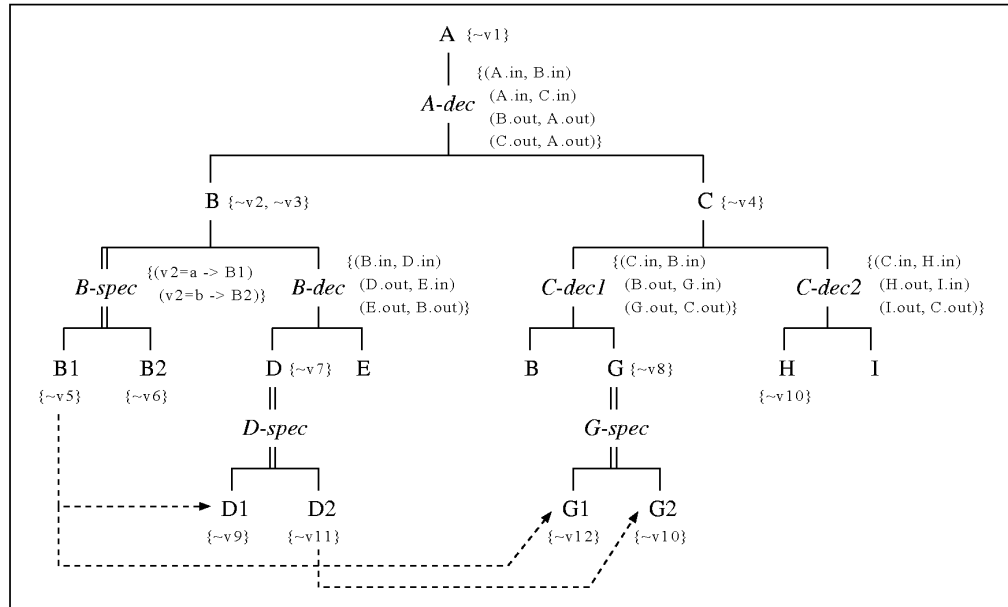 A {~v1}
{(A.in, B.in)
A-dec (A.in, C.in)
(B.out, A.out)
(C.out, A.out)}
B {~v2, ~v3}
C {~v4}
{(v2=a -> B1)
B-spec (v2=b -> B2)}
{(B.in, D.in)
B-dec (D.out, E.in)
(E.out, B.out)}
{(C.in, B.in)
C-dec1 (B.out, G.in)
(G.out, C.out)}
{(C.in, H.in)
C-dec2 (H.out, I.in)
(I.out, C.out)}
B1 B2 D {~v7} E B G {~v8} H I
{~v5} {~v6} {~v10}
D-spec G-spec
D1 D2 G1 G2
{~v9} {~v11} {~v12} {~v10}